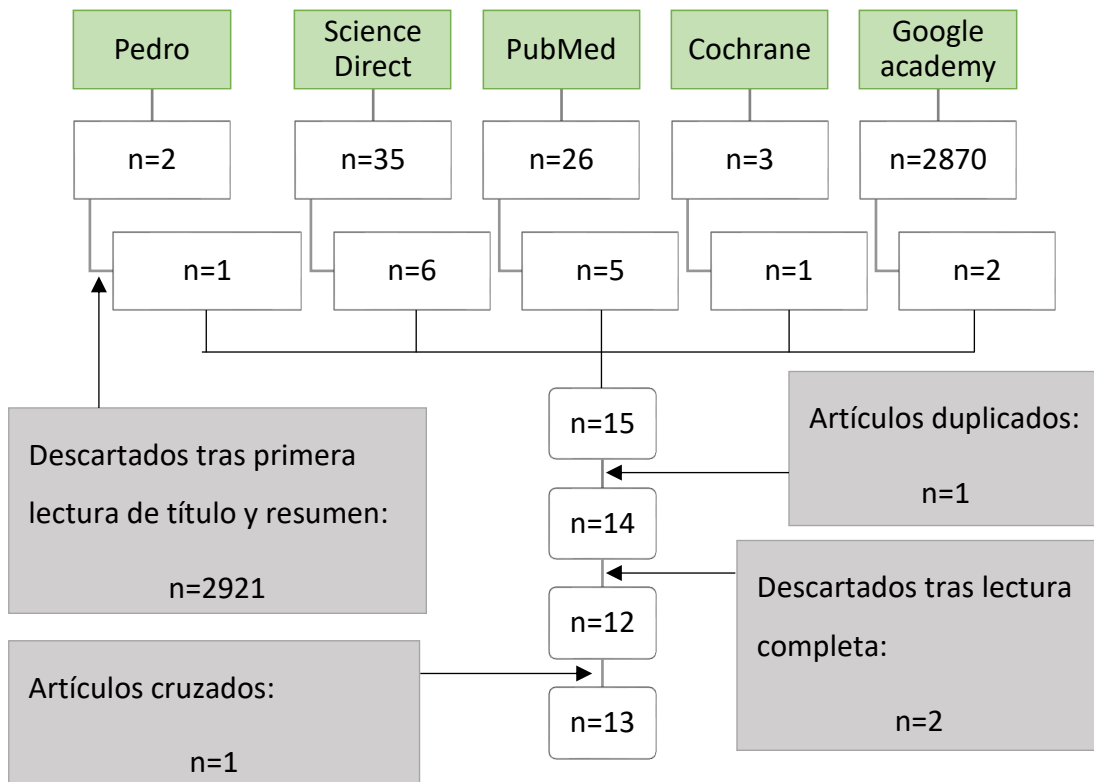 Pedro
Science
Direct
PubMed
Cochrane
Google
academy
n=2
n=35
n=26
n=3
n=2870
n=1
n=6
n=5
n=1
n=2
Descartados tras primera
lectura de título y resumen:
n=2921
n=15
Artículos duplicados:
n=1
n=14
Descartados tras lectura
completa:
n=2
n=12
Artículos cruzados:
n=1
n=13